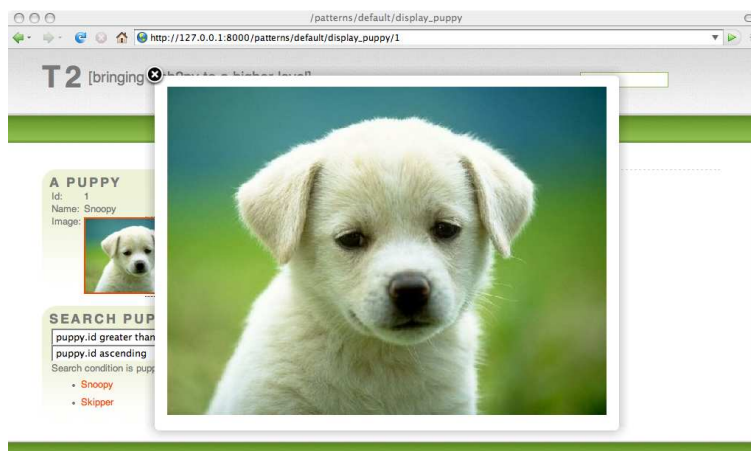 /patterns/default/display_puppy
http://127.0.0.1:8000/patterns/default/display_puppy/1
T2 [bringing to a higher level]
A PUPPY
Id: 1
Name: Snoopy
Image:
SEARCH PUP
puppy.id greater than
puppy.id ascending
Search condition is pupp
Snoopy
Skipper